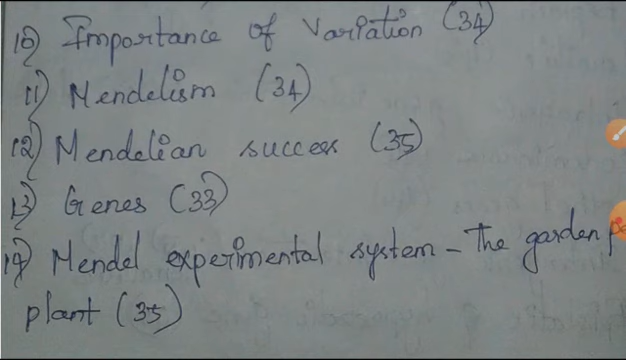 10) Importance of Variation (34)
11) Mendelism (34)
12) Mendelian success (35)
13) Genes (33)
14) Mendel experimental system - The garden
plant (35)